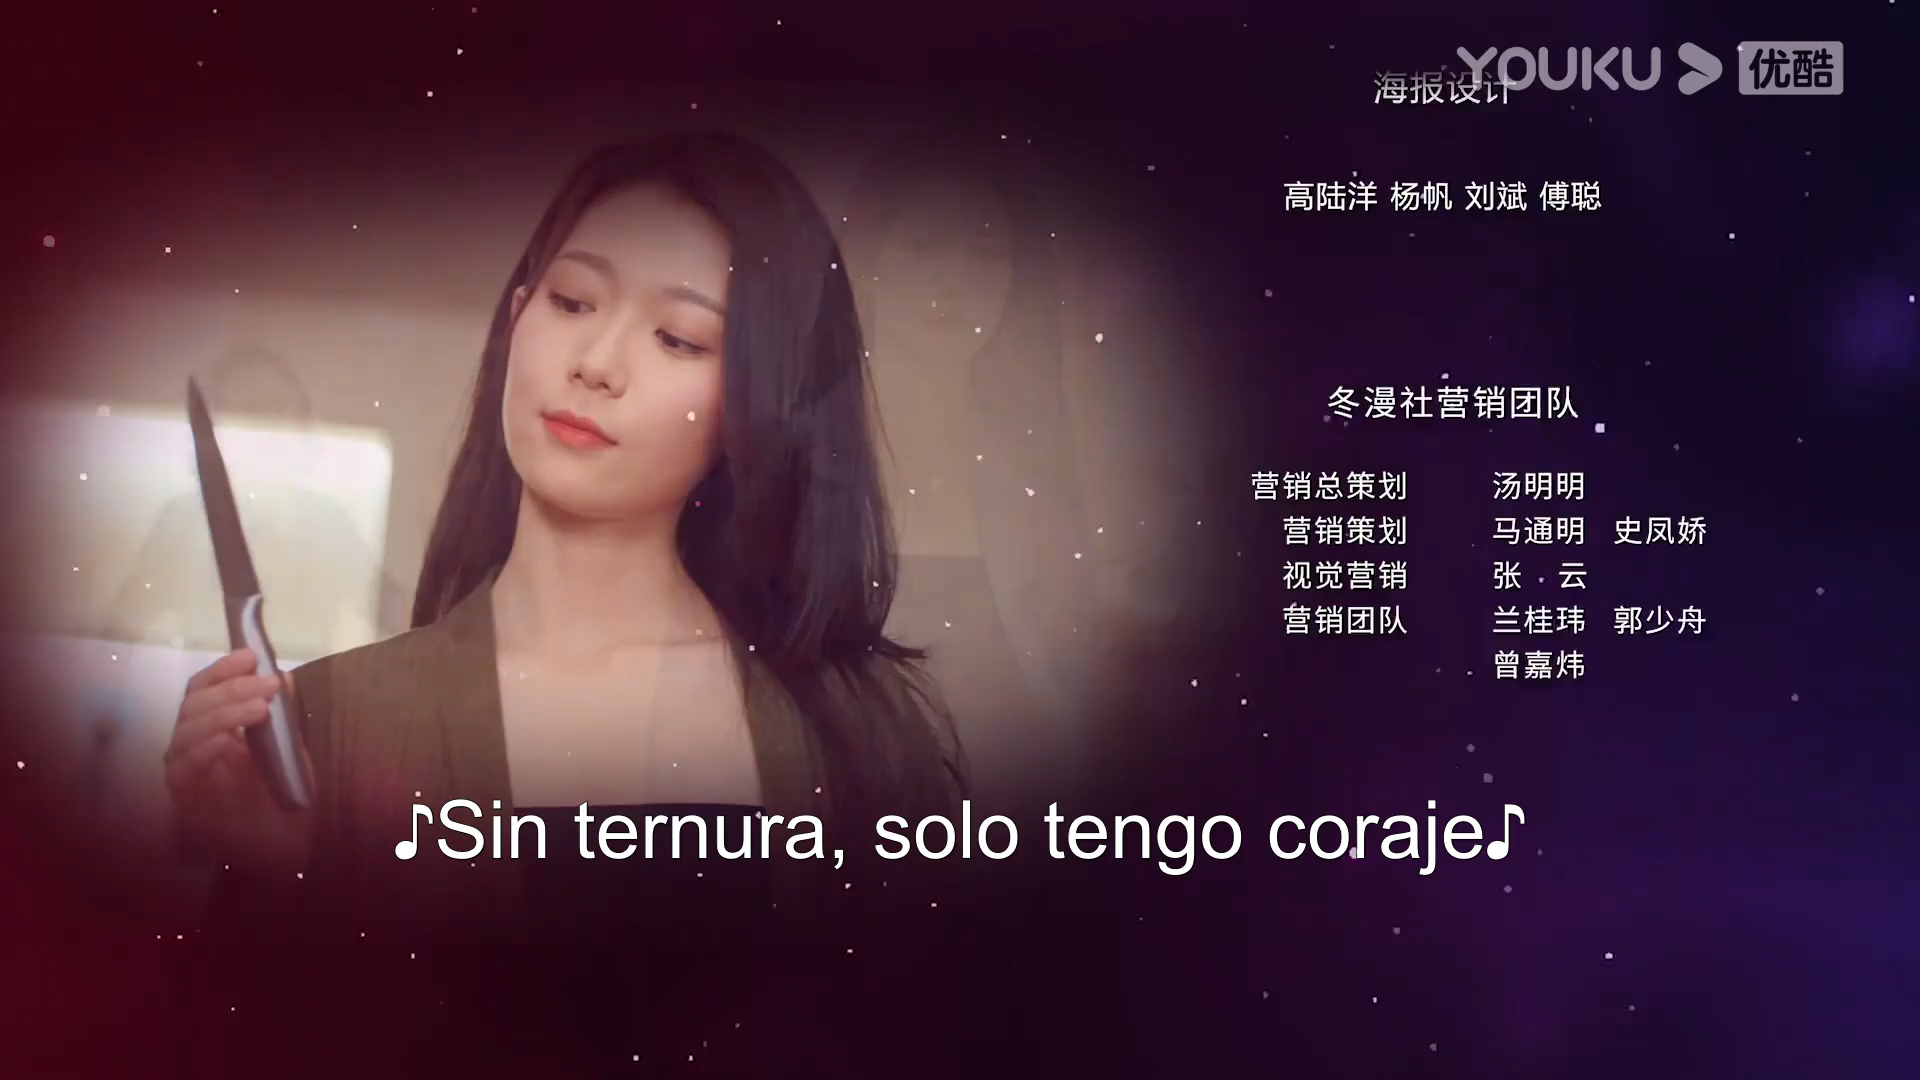 YOUKU 优酷
海报设计
高陆洋 杨帆 刘斌 傅聪
冬漫社营销团队
营销总策划 汤明明
营销策划 马通明 史凤娇
视觉营销 张 云
营销团队 兰桂玮 郭少舟
曾嘉炜
♪Sin ternura, solo tengo coraje♪